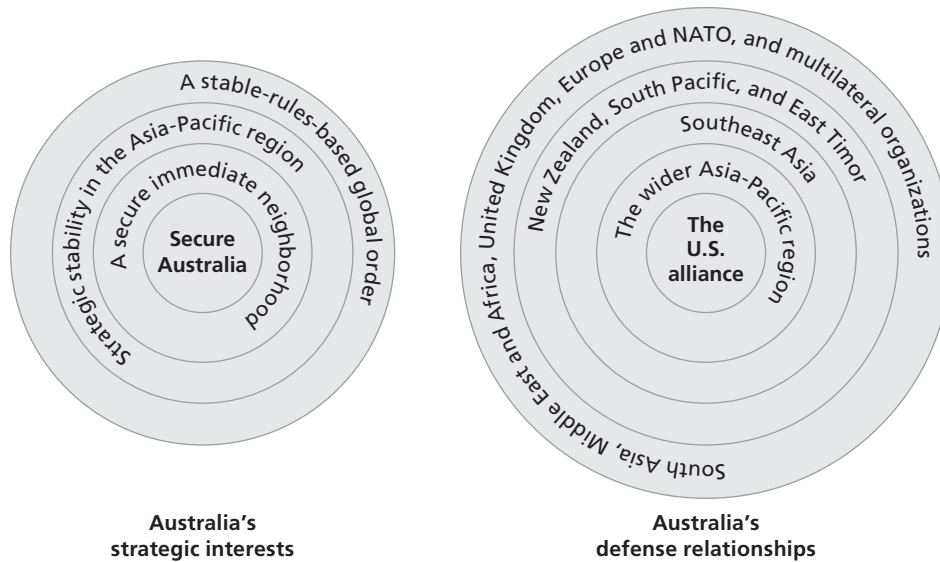 A stable-rules-based global order
Strategic stability in the Asia-Pacific region
A secure immediate neighborhood
Secure
Australia
Australia's
strategic interests
South Asia, Middle East and Africa, United Kingdom, Europe and NATO, and multilateral organizations
New Zealand, South Pacific, and East Timor
Southeast Asia
The wider Asia-Pacific region
The
U.S.
alliance
Australia's
defense relationships